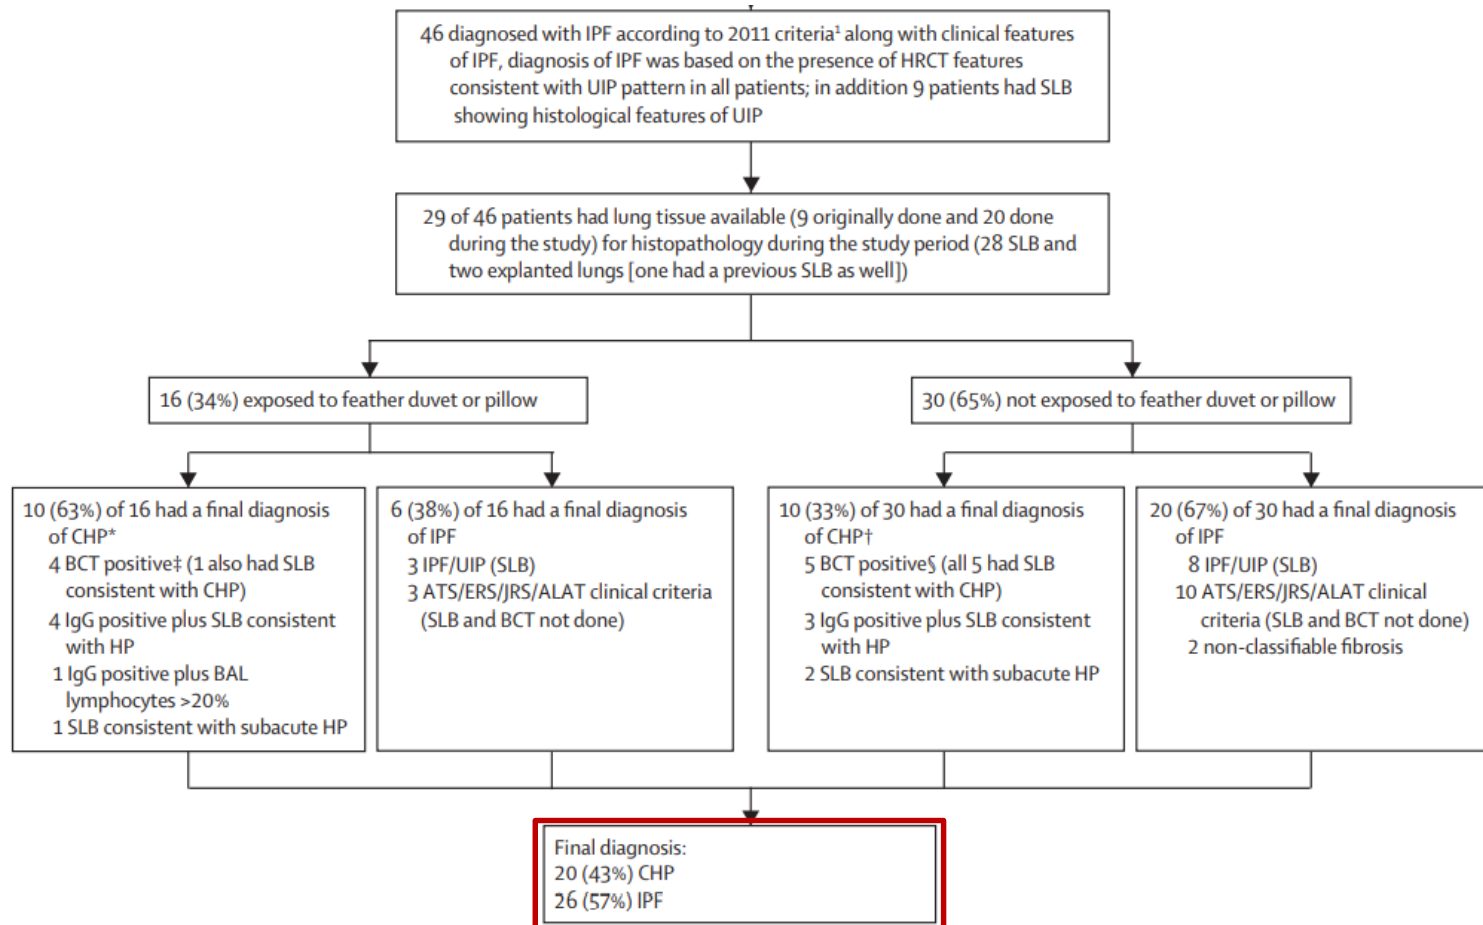 46 diagnosed with IPF according to 2011 criteria¹ along with clinical features
of IPF, diagnosis of IPF was based on the presence of HRCT features
consistent with UIP pattern in all patients; in addition 9 patients had SLB
showing histological features of UIP
29 of 46 patients had lung tissue available (9 originally done and 20 done
during the study) for histopathology during the study period (28 SLB and
two explanted lungs [one had a previous SLB as well])
16 (34%) exposed to feather duvet or pillow
30 (65%) not exposed to feather duvet or pillow
10 (63%) of 16 had a final diagnosis
of CHP*
4 BCT positive‡ (1 also had SLB
consistent with CHP)
4 IgG positive plus SLB consistent
with HP
1 IgG positive plus BAL
lymphocytes >20%
1 SLB consistent with subacute HP
6 (38%) of 16 had a final diagnosis
of IPF
3 IPF/UIP (SLB)
3 ATS/ERS/JRS/ALAT clinical criteria
(SLB and BCT not done)
10 (33%) of 30 had a final diagnosis
of CHP†
5 BCT positive§ (all 5 had SLB
consistent with CHP)
3 IgG positive plus SLB consistent
with HP
2 SLB consistent with subacute HP
20 (67%) of 30 had a final diagnosis
of IPF
8 IPF/UIP (SLB)
10 ATS/ERS/JRS/ALAT clinical
criteria (SLB and BCT not done)
2 non-classifiable fibrosis
Final diagnosis:
20 (43%) CHP
26 (57%) IPF